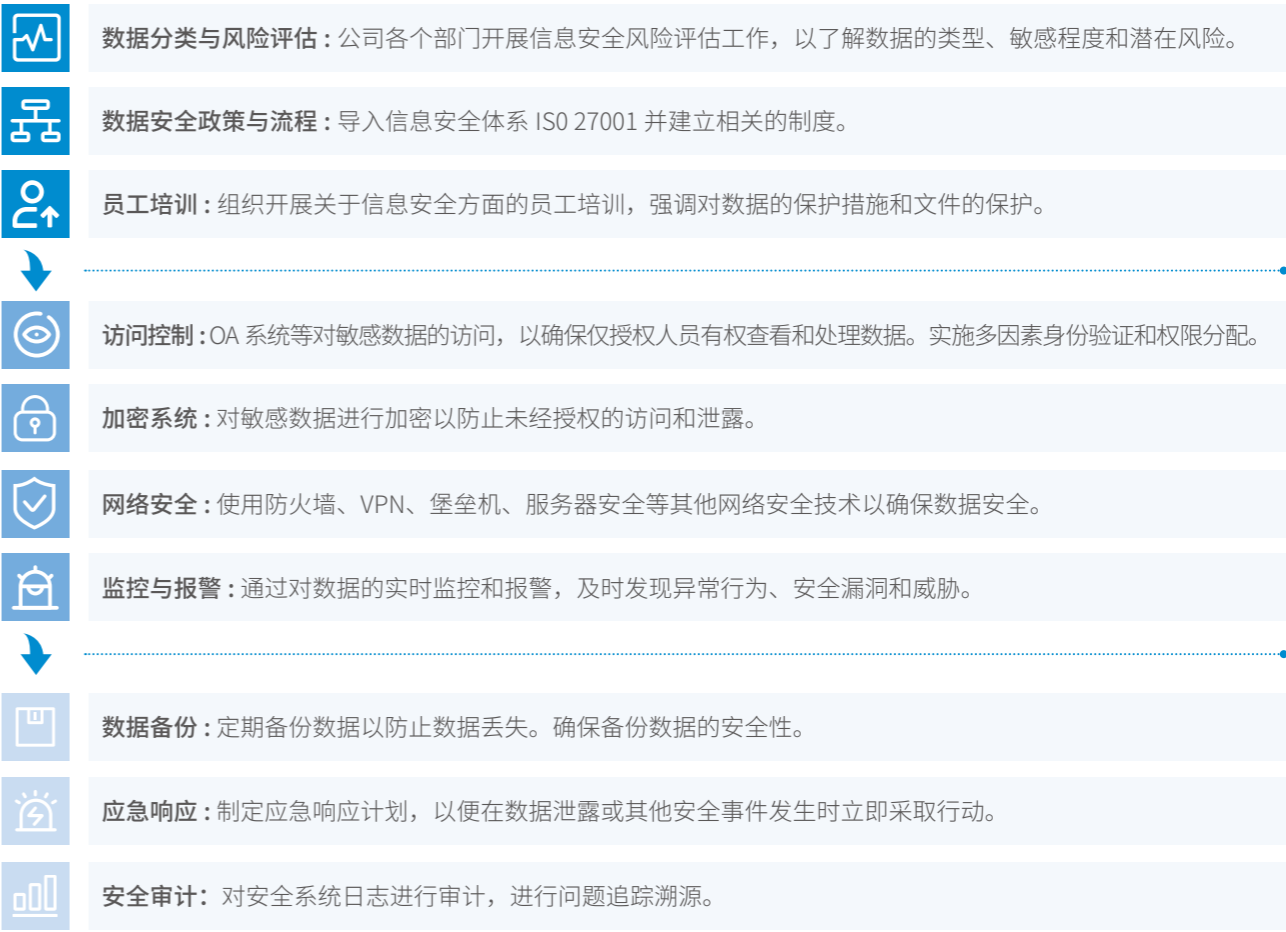 数据分类与风险评估 : 公司各个部门开展信息安全风险评估工作，以了解数据的类型、敏感程度和潜在风险。
数据安全政策与流程 : 导入信息安全体系 IS0 27001 并建立相关的制度。
员工培训 : 组织开展关于信息安全方面的员工培训，强调对数据的保护措施和文件的保护。
访问控制 : OA 系统等对敏感数据的访问，以确保仅授权人员有权查看和处理数据。实施多因素身份验证和权限分配。
加密系统 : 对敏感数据进行加密以防止未经授权的访问和泄露。
网络安全 : 使用防火墙、VPN、堡垒机、服务器安全等其他网络安全技术以确保数据安全。
监控与报警 : 通过对数据的实时监控和报警，及时发现异常行为、安全漏洞和威胁。
数据备份 : 定期备份数据以防止数据丢失。确保备份数据的安全性。
应急响应 : 制定应急响应计划，以便在数据泄露或其他安全事件发生时立即采取行动。
安全审计：对安全系统日志进行审计，进行问题追踪溯源。